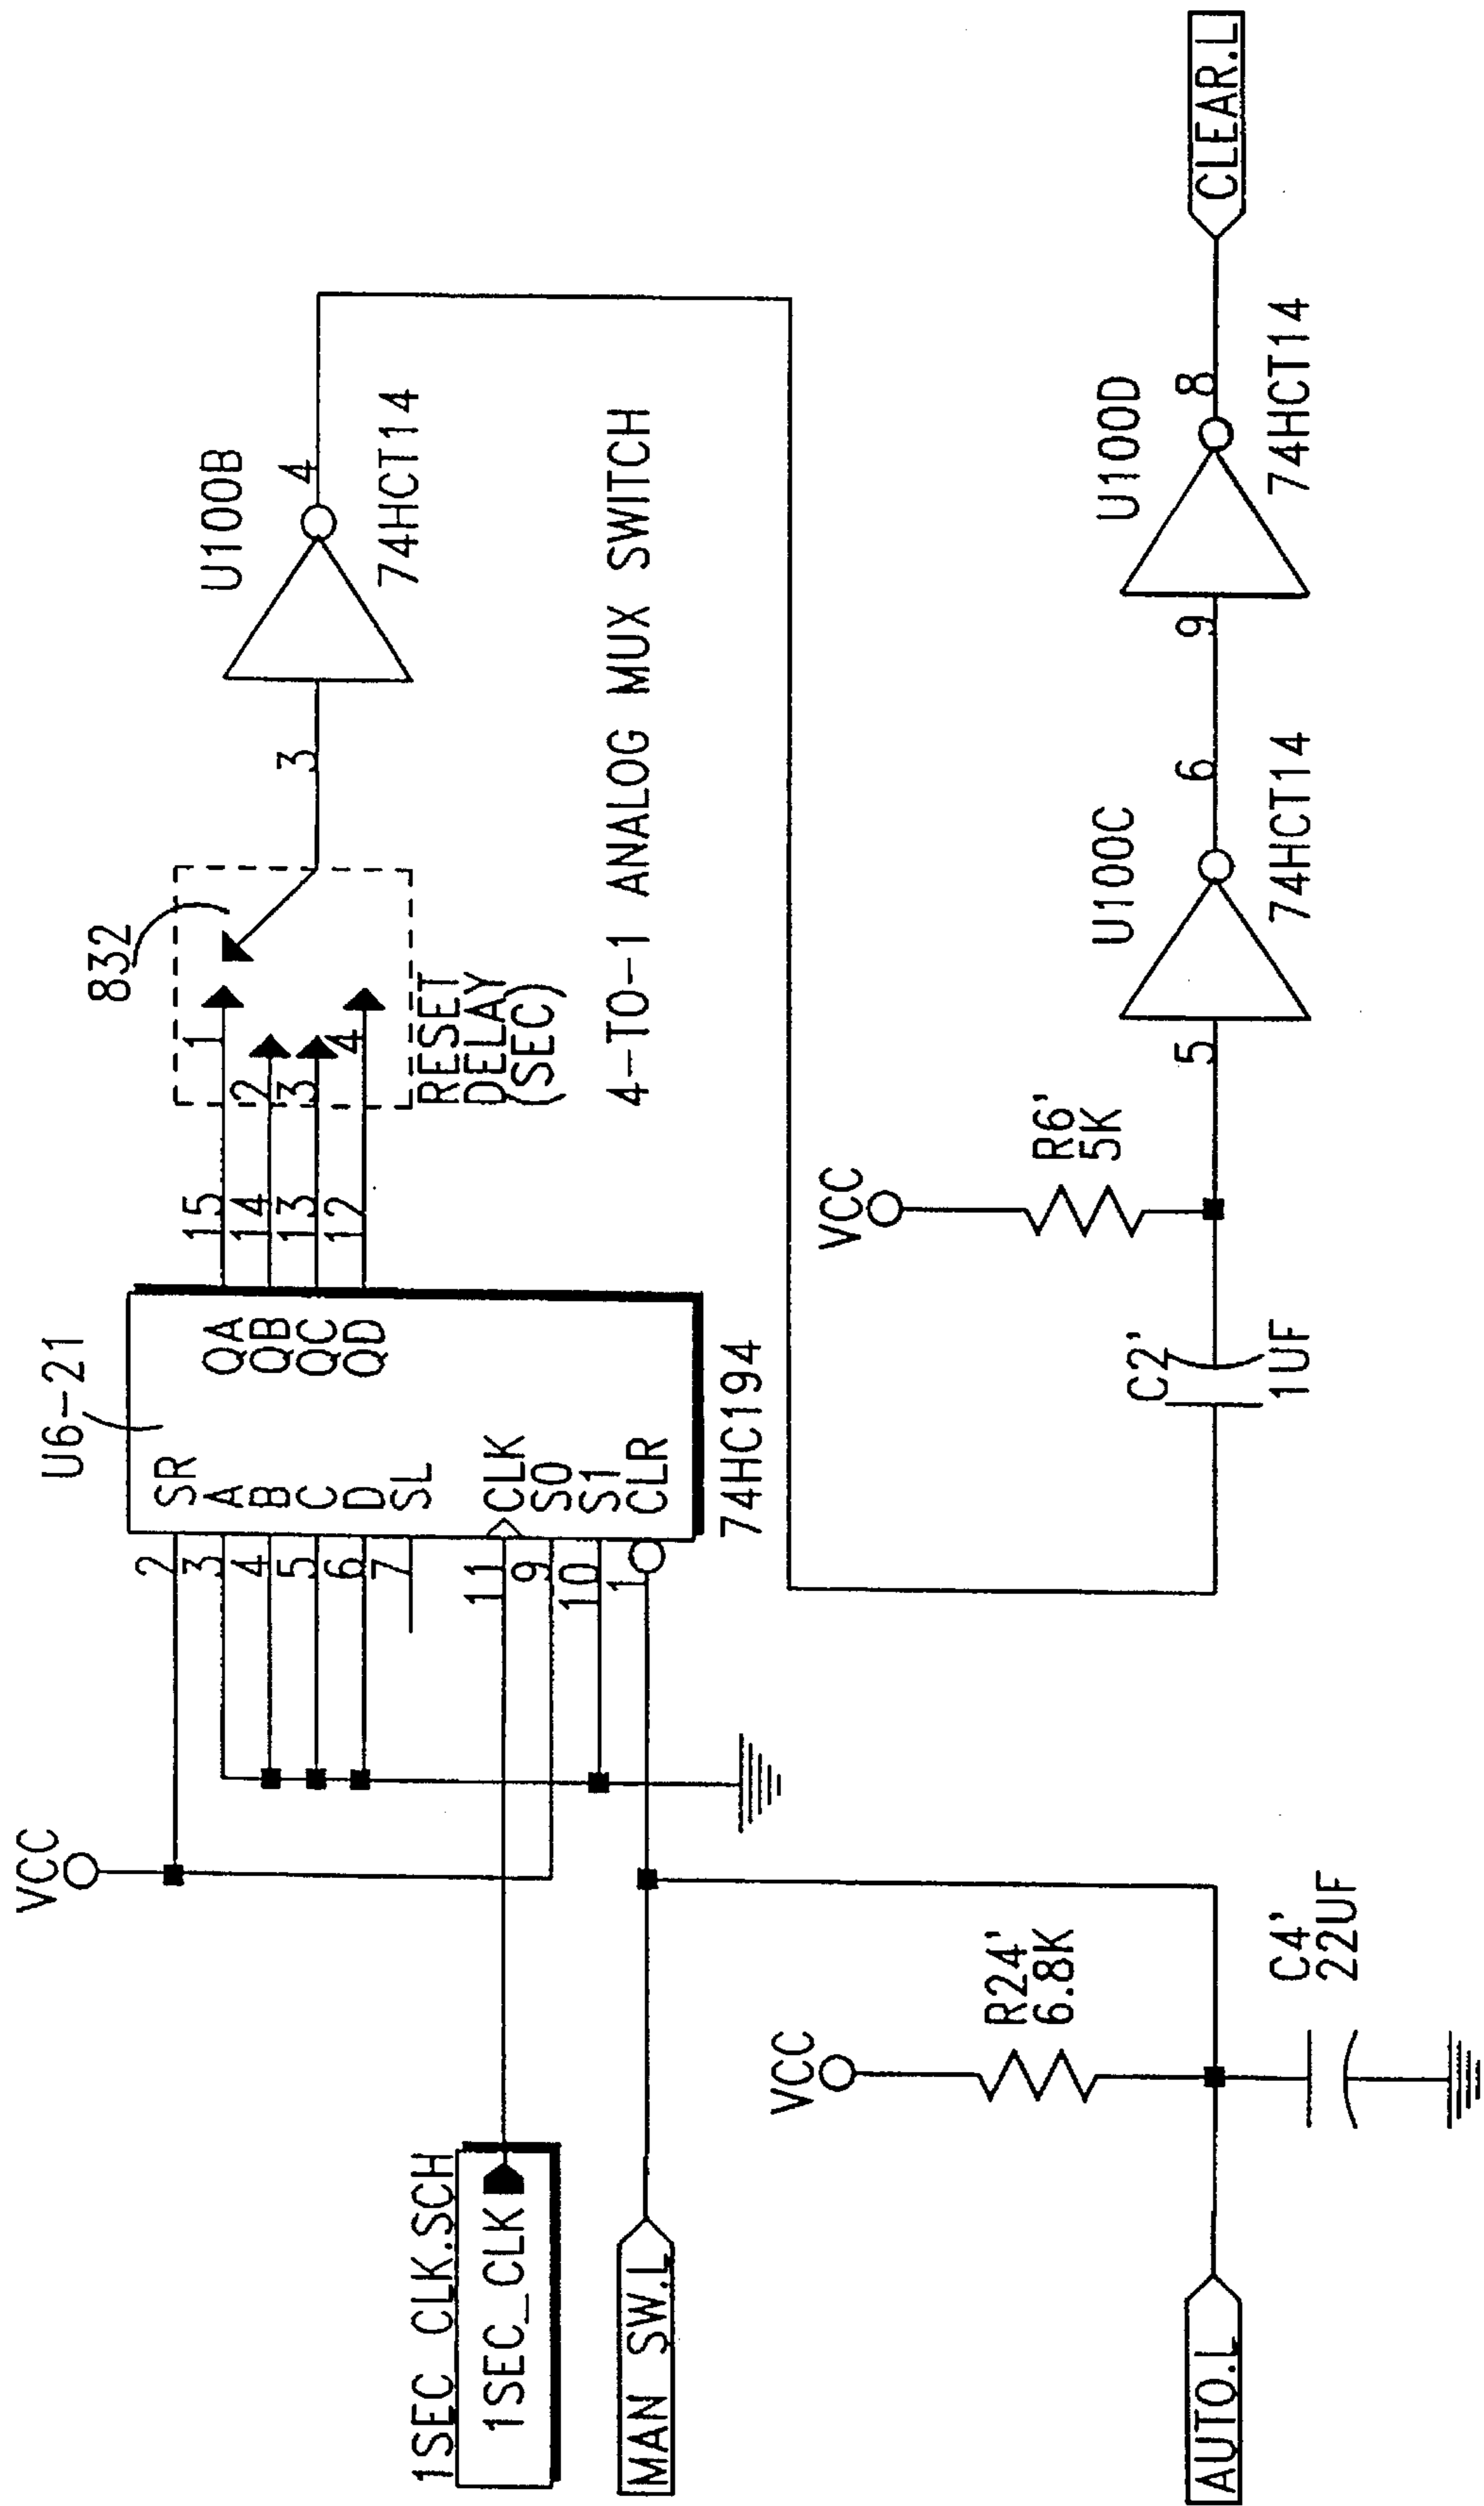 VCC
U6-21
832
2
SR
QA
15
1
3
A
QB
14
2
4
B
QC
13
3
5
C
QD
12
4
6
D
7
SL
11
CLK
9
S0
10
S1
1
CLR
74HC194
RESET
DELAY
(SEC)
3
U100B
4
74HCT14
4-TO-1 ANALOG MUX SWITCH
1SEC_CLK.SCH
1SEC_CLK
MAN SW.L
VCC
R24'
6.8K
C4'
22UF
AUTO.L
VCC
R6'
5K
C2'
1UF
5
U100C
6
74HCT14
9
U100D
8
74HCT14
CLEAR.L